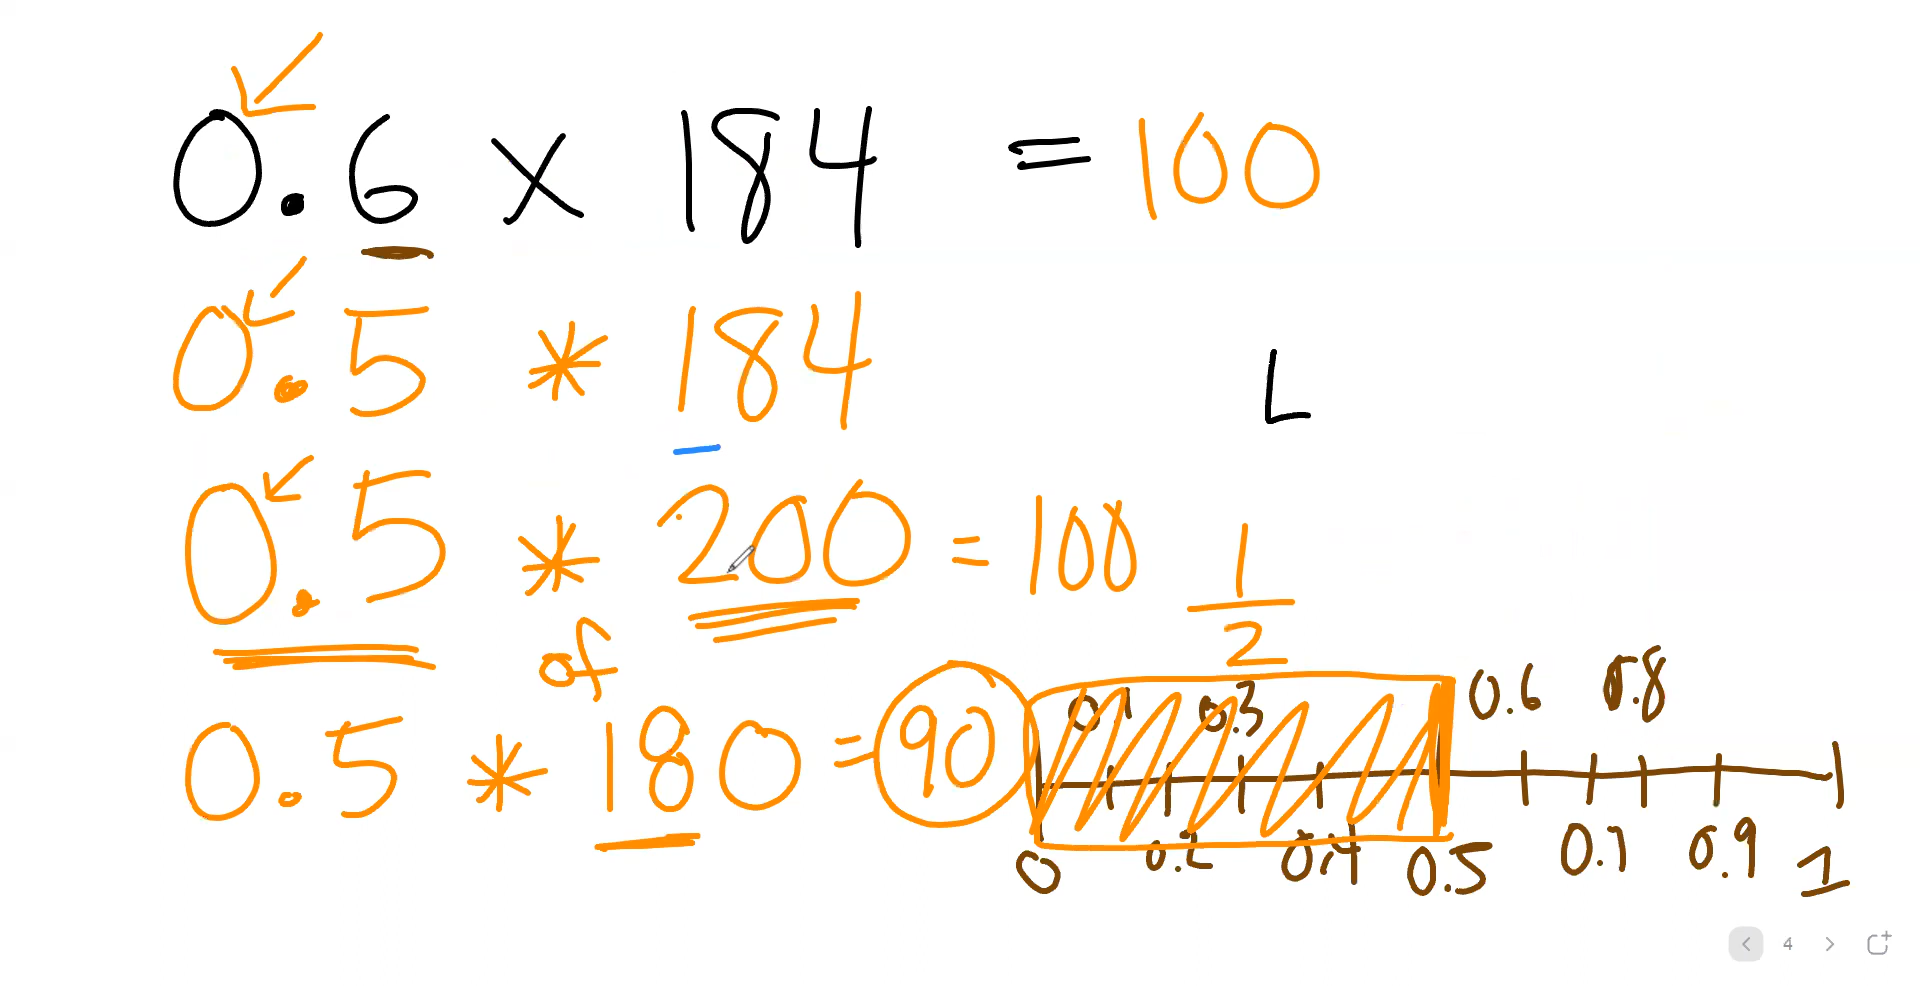 0.6 x 184 = 100
0.5 * 184
L
0.5 * 200 = 100 1/2
of
0.5 * 180 = 90
0.1 0.3 0.6 0.8
0 0.2 0.4 0.5 0.7 0.9 1
4